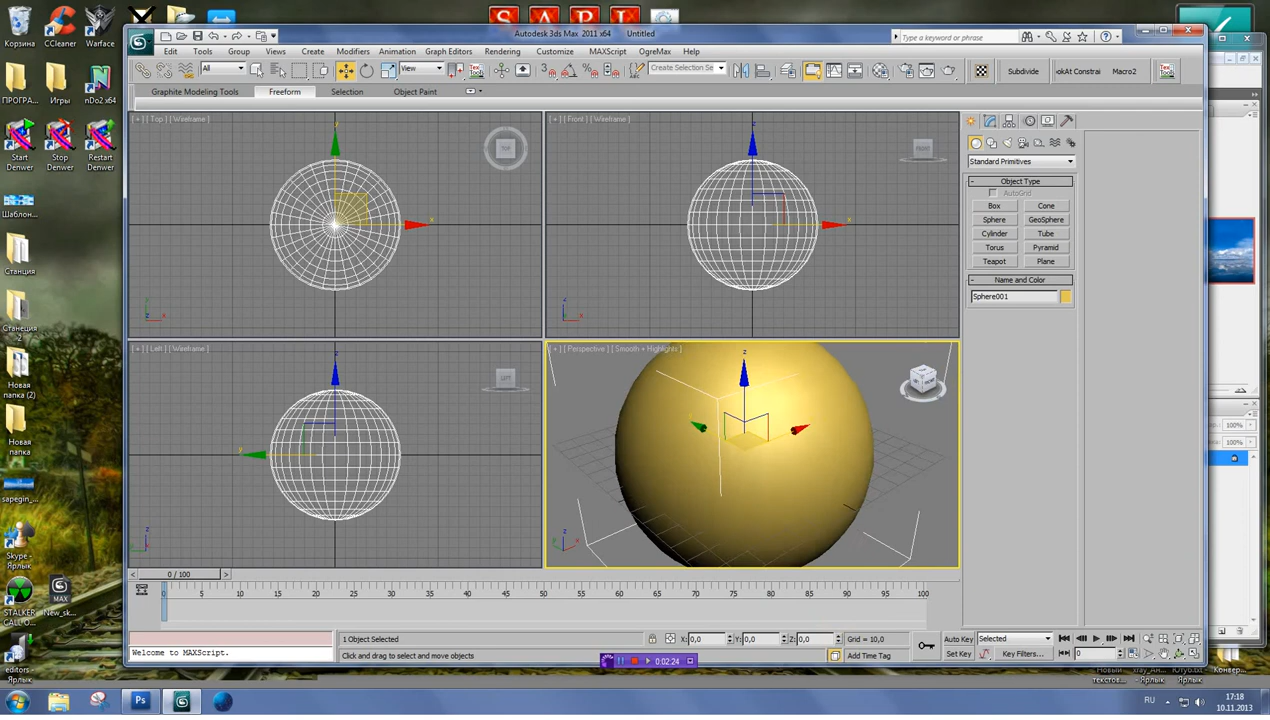 Корзина
CCleaner
Warface
ПРОГРА...
Игры
nDo2 x64
Start Denwer
Stop Denwer
Restart Denwer
Шаблон...
Станция
Станеция 2
Новая папка (2)
Новая папка
sapegin_...
Skype - Ярлык
STALKER CALL O...
New_sk...
editors - Ярлык
S A P I
Autodesk 3ds Max 2011 x64 Untitled
Type a keyword or phrase
Edit Tools Group Views Create Modifiers Animation Graph Editors Rendering Customize MAXScript OgreMax Help
All View Create Selection Se Subdivide okAt Constrai Macro2
Graphite Modeling Tools Freeform Selection Object Paint
[ + ] [ Top ] [ Wireframe ]
TOP
[ + ] [ Front ] [ Wireframe ]
FRONT
[ + ] [ Left ] [ Wireframe ]
LEFT
[ + ] [ Perspective ] [ Smooth + Highlights ]
Standard Primitives
Object Type
AutoGrid
Box Cone
Sphere GeoSphere
Cylinder Tube
Torus Pyramid
Teapot Plane
Name and Color
Sphere001
100%
100%
0 / 100
0 5 10 15 20 25 30 35 40 45 50 55 60 65 70 75 80 85 90 95 100
1 Object Selected X: 0,0 Y: 0,0 Z: 0,0 Grid = 10,0 Auto Key Selected
Welcome to MAXScript. Click and drag to select and move objects 0:02:24 Add Time Tag Set Key Key Filters... 0
Ps
RU
17:18
10.11.2013